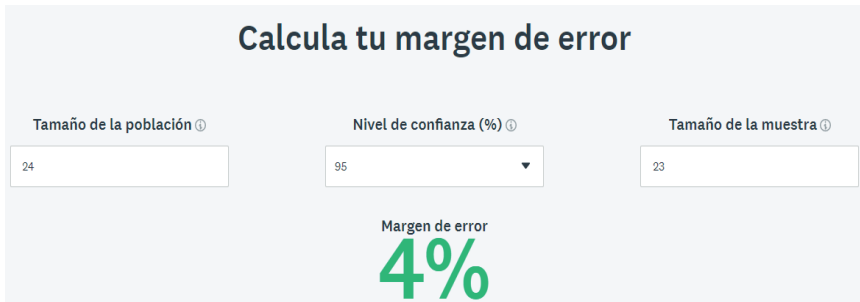 Calcula tu margen de error
Tamaño de la población
Nivel de confianza (%)
Tamaño de la muestra
24
95
23
Margen de error
4%